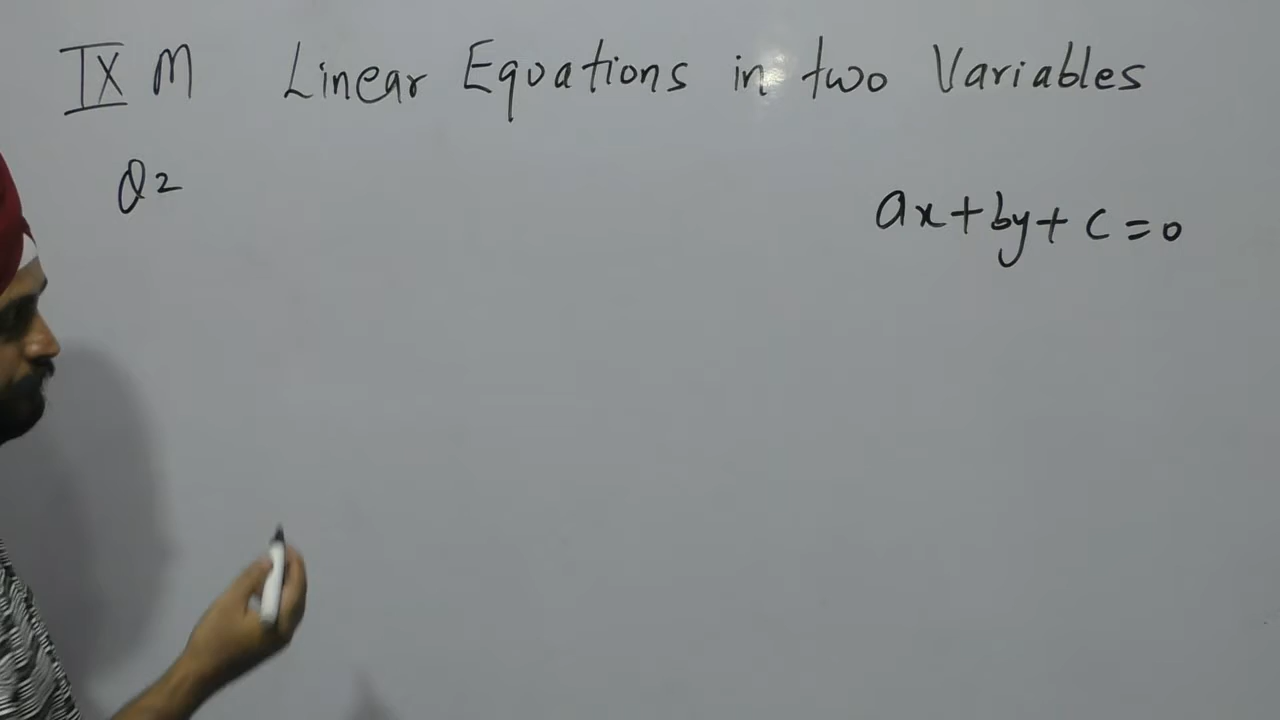 IX M Linear Equations in two Variables
Q2
ax+by+c=0